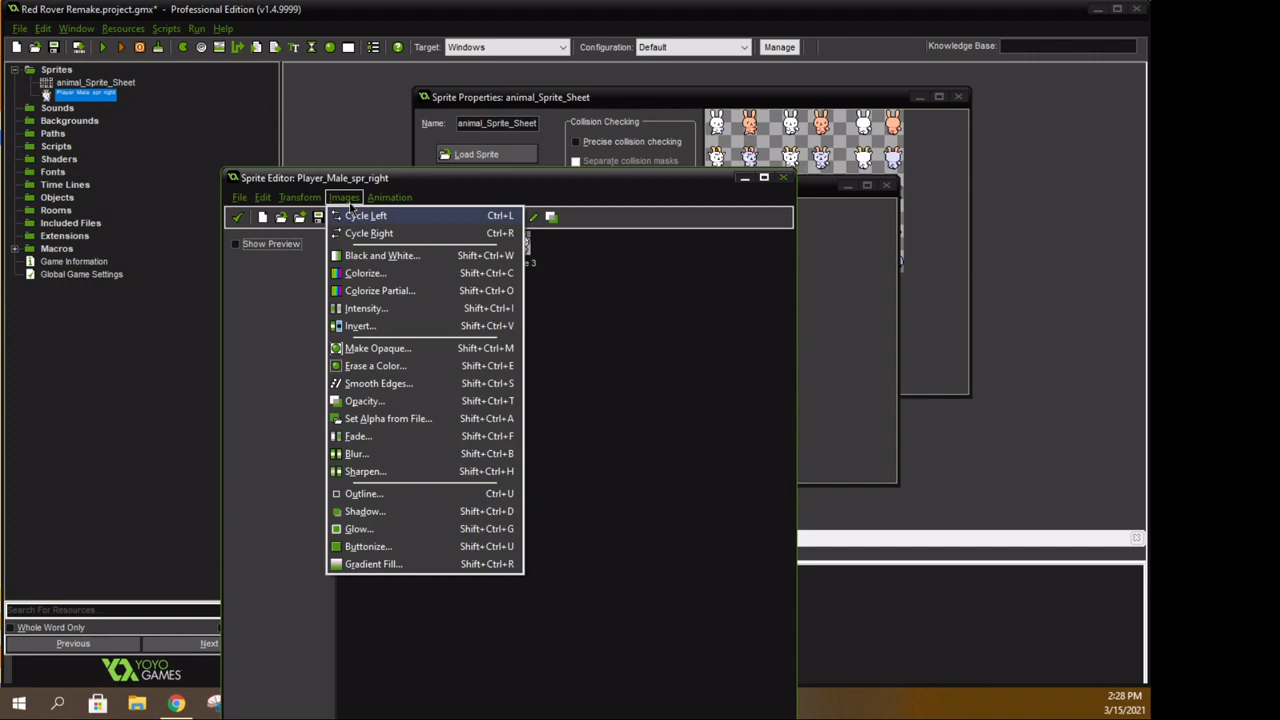 Red Rover Remake.project.gmx* - Professional Edition (v1.4.9999)
File Edit Window Resources Scripts Run Help
Target: Windows Configuration: Default Manage Knowledge Base:
Sprites
animal_Sprite_Sheet
Player Male spr right
Sounds
Backgrounds
Paths
Scripts
Shaders
Fonts
Time Lines
Objects
Rooms
Included Files
Extensions
Macros
Game Information
Global Game Settings
Search For Resources...
Whole Word Only
Previous Next
YOYO
GAMES
Sprite Properties: animal_Sprite_Sheet
Name: animal_Sprite_Sheet
Load Sprite
Collision Checking
Precise collision checking
Separate collision masks
Sprite Editor: Player_Male_spr_right
File Edit Transform Images Animation
Show Preview
e 3
Cycle Left Ctrl+L
Cycle Right Ctrl+R
Black and White... Shift+Ctrl+W
Colorize... Shift+Ctrl+C
Colorize Partial... Shift+Ctrl+O
Intensity... Shift+Ctrl+I
Invert... Shift+Ctrl+V
Make Opaque... Shift+Ctrl+M
Erase a Color... Shift+Ctrl+E
Smooth Edges... Shift+Ctrl+S
Opacity... Shift+Ctrl+T
Set Alpha from File... Shift+Ctrl+A
Fade... Shift+Ctrl+F
Blur... Shift+Ctrl+B
Sharpen... Shift+Ctrl+H
Outline... Ctrl+U
Shadow... Shift+Ctrl+D
Glow... Shift+Ctrl+G
Buttonize... Shift+Ctrl+U
Gradient Fill... Shift+Ctrl+R
2:28 PM
3/15/2021